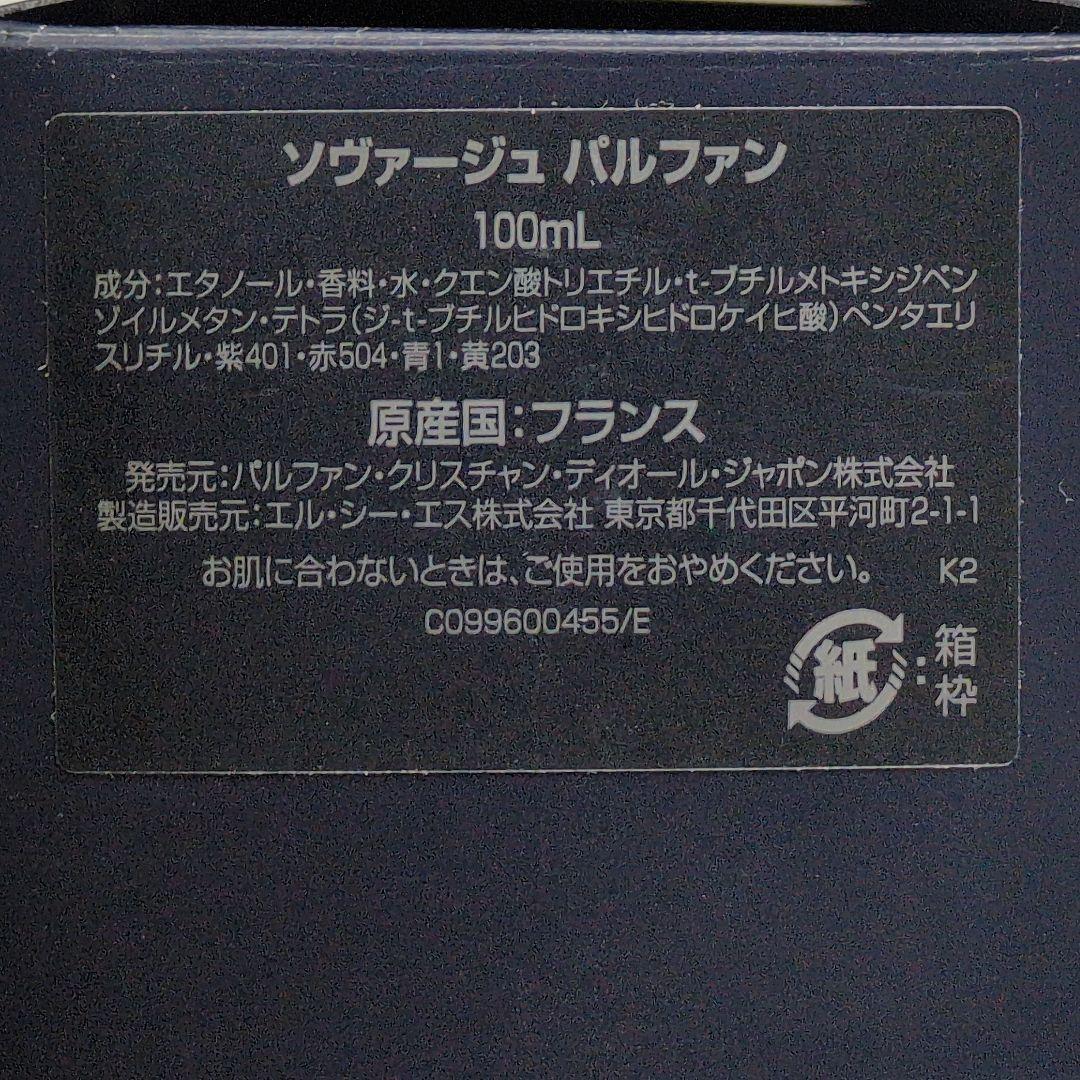 ソヴァージュ パルファン
100mL
成分:エタノール・香料・水・クエン酸トリエチル・t-ブチルメトキシジベン
ゾイルメタン・テトラ(ジ-t-ブチルヒドロキシヒドロケイヒ酸)ペンタエリ
スリチル・紫401・赤504・青1・黄203
原産国:フランス
発売元:パルファン・クリスチャン・ディオール・ジャポン株式会社
製造販売元:エル・シー・エス株式会社 東京都千代田区平河町2-1-1
お肌に合わないときは、ご使用をおやめください。 K2
C099600455/E
紙:箱
枠